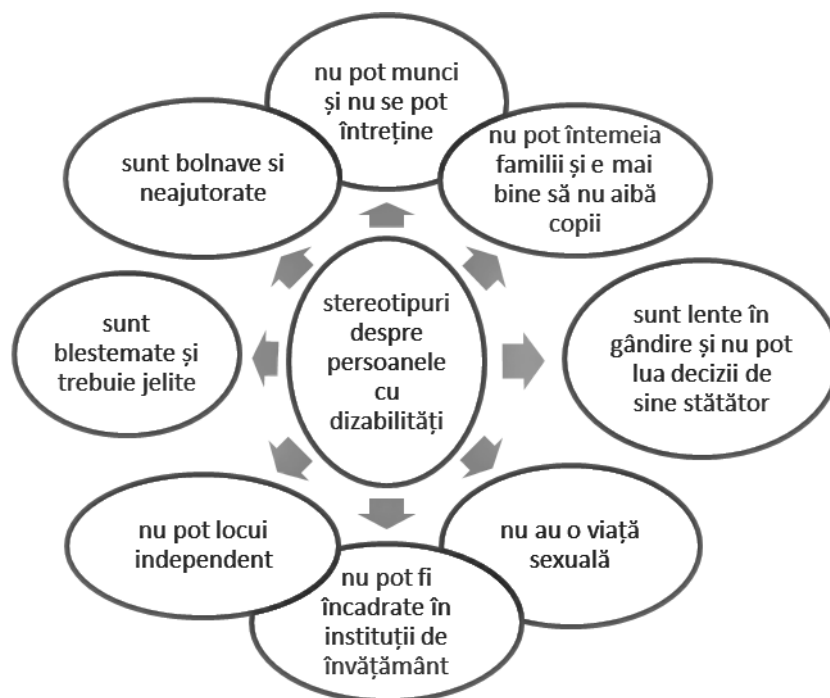 nu pot munci
și nu se pot
întreține
nu pot întemeia
familii și e mai
bine să nu aibă
copii
sunt bolnave si
neajutorate
stereotipuri
despre
persoanele
cu
dizabilități
sunt lente în
gândire și nu pot
lua decizii de
sine stătător
sunt
blestemate și
trebuie jelite
nu pot locui
independent
nu au o viață
sexuală
nu pot fi
încadrate în
instituții de
învățământ